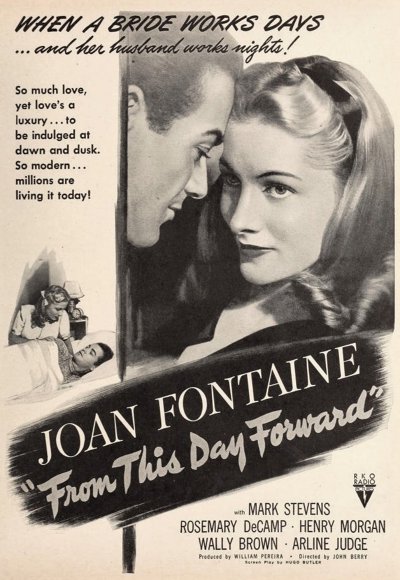 WHEN A BRIDE WORKS DAYS
...and her husband works nights!
So much love,
yet love's a
luxury...to
be indulged at
dawn and dusk.
So modern...
millions are
living it today!
JOAN FONTAINE
"From This Day Forward"
RKO
RADIO
with MARK STEVENS
ROSEMARY DeCAMP · HENRY MORGAN
WALLY BROWN · ARLINE JUDGE
Produced by WILLIAM PEREIRA · Directed by JOHN BERRY
Screen Play by HUGO BUTLER